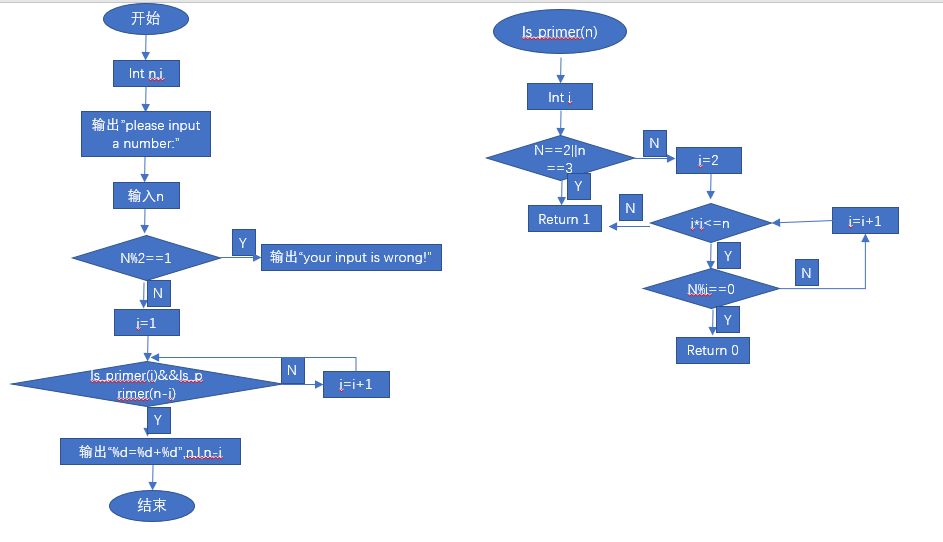 开始
Int n,i
输出"please input
a number:"
输入n
N%2==1
Y
输出"your input is wrong!"
N
i=1
Is_primer(i)&&Is_p
rimer(n-i)
N
i=i+1
Y
输出"%d=%d+%d",n,I,n-i
结束
Is_primer(n)
Int i
N==2||n
==3
N
i=2
Y
Return 1
N
i*i<=n
i=i+1
Y
N%i==0
N
Y
Return 0